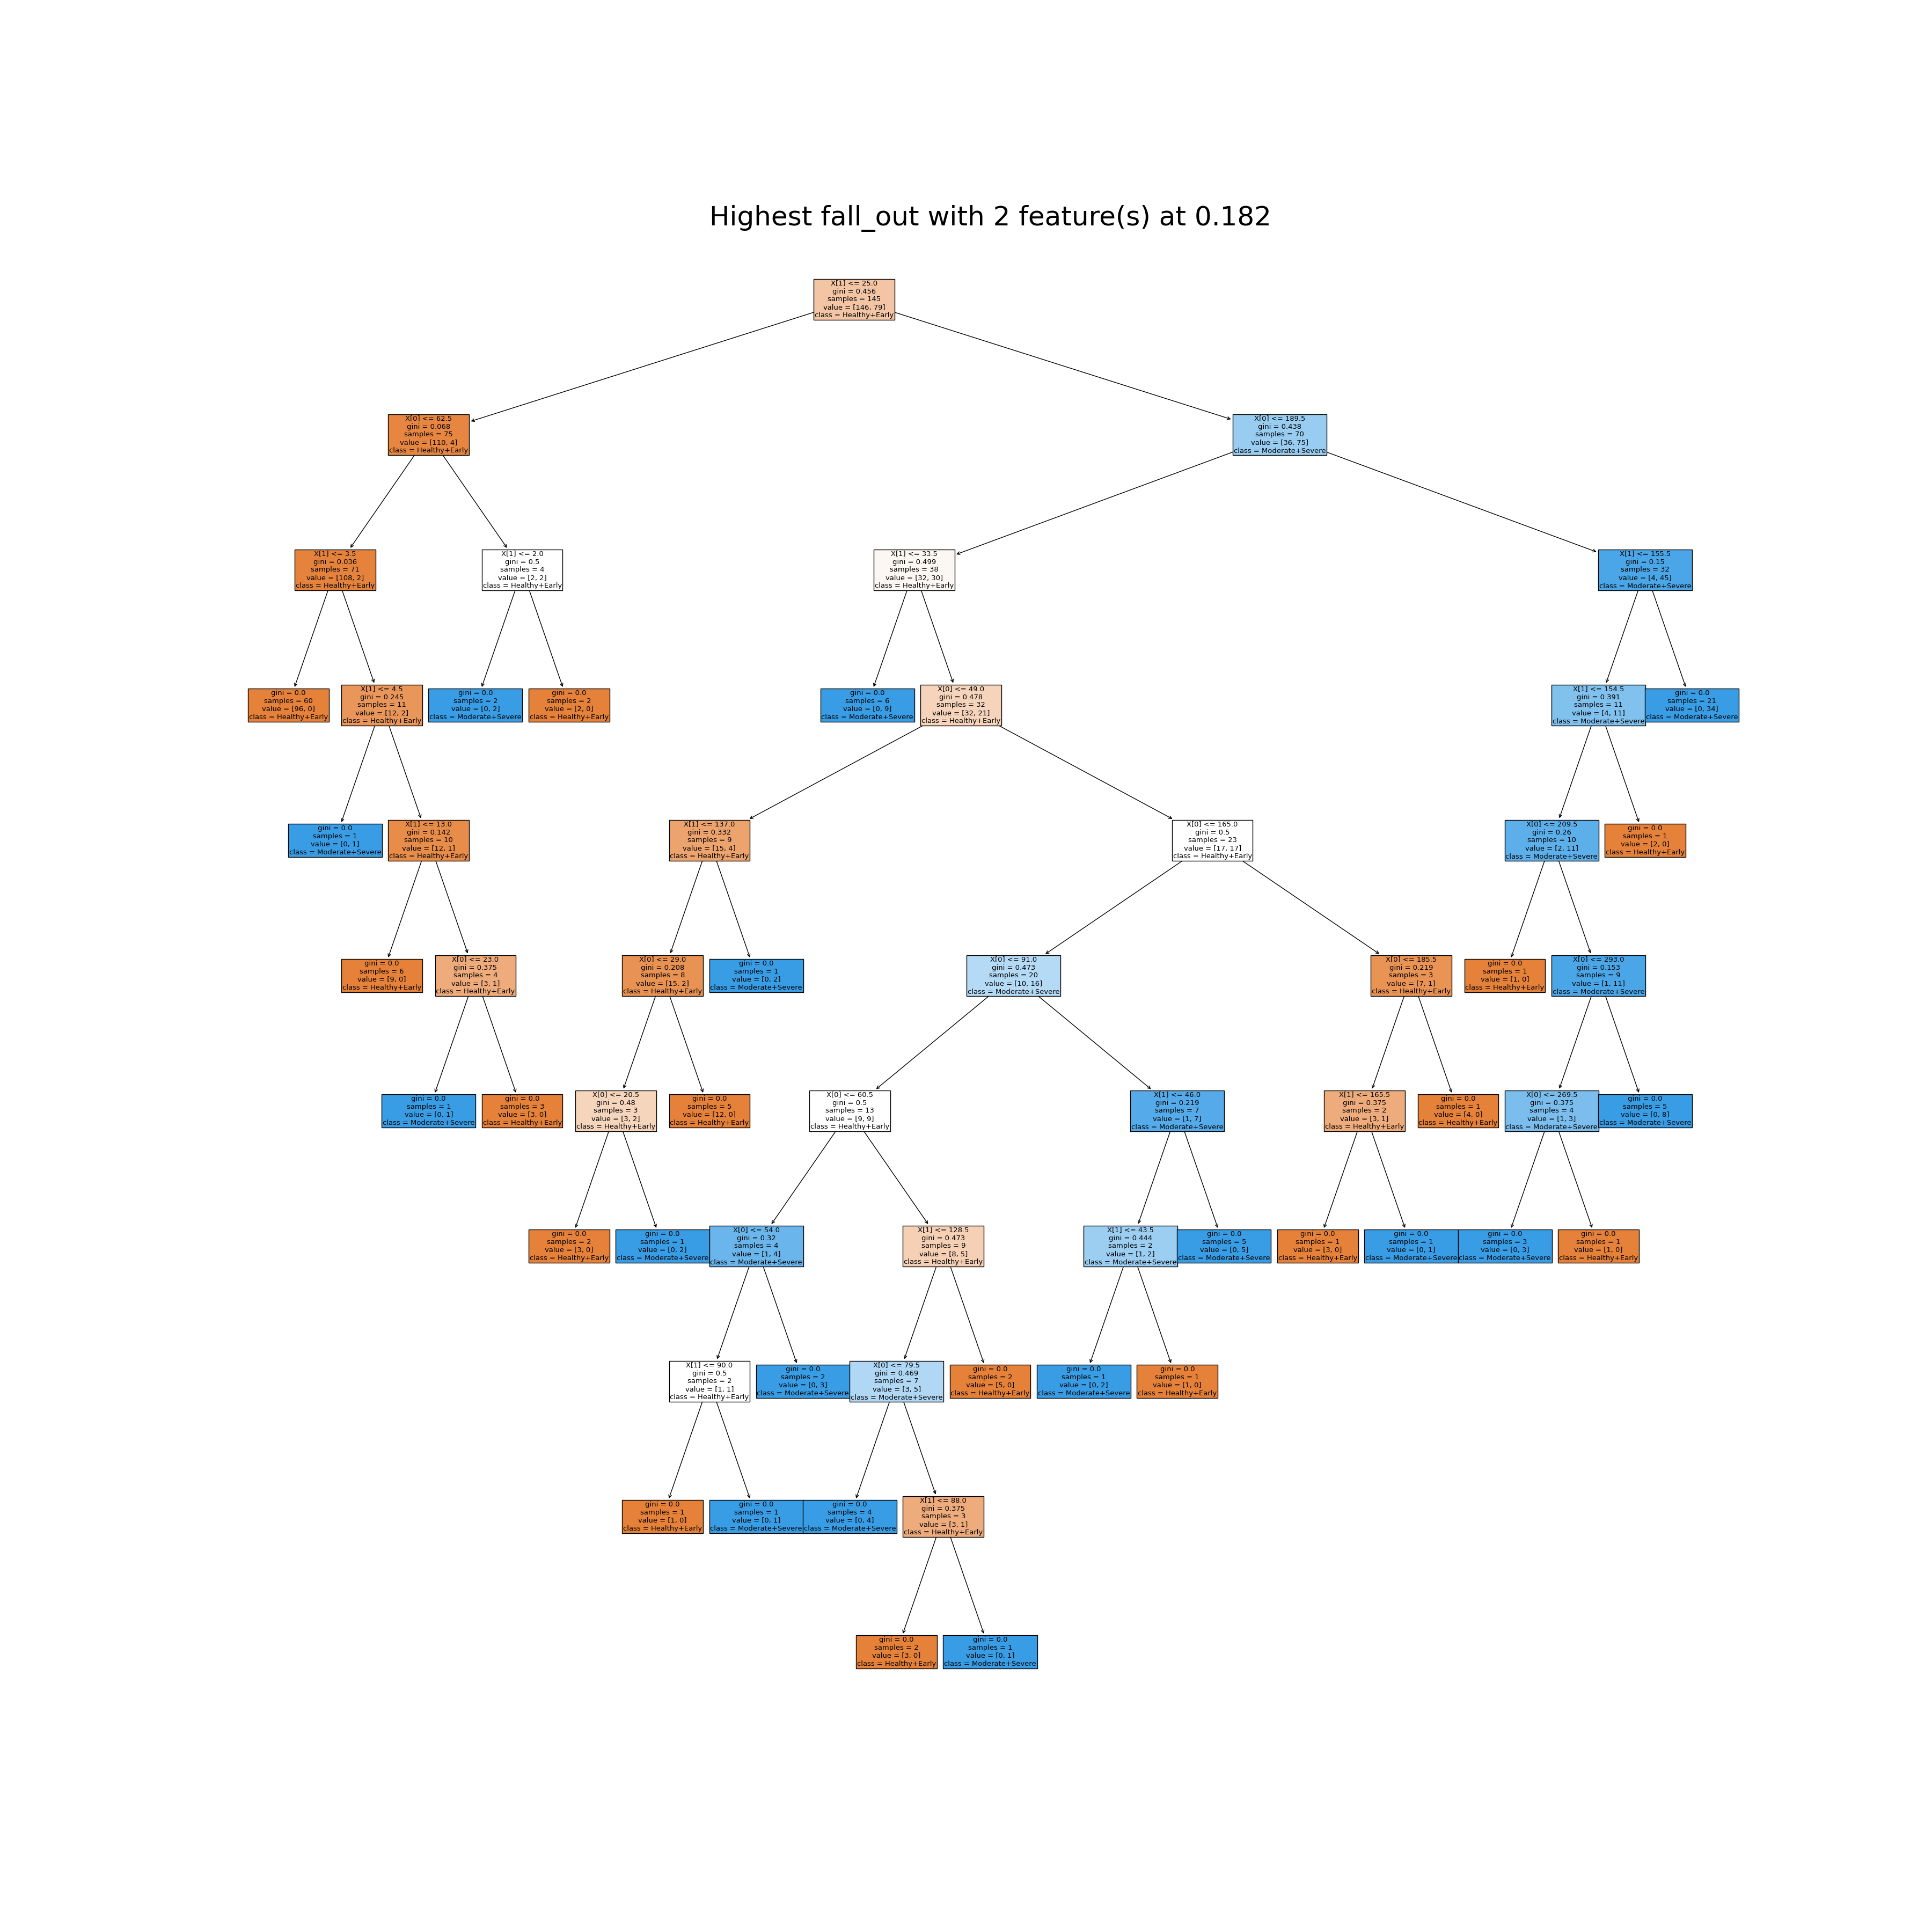 Highest fall_out with 2 feature(s) at 0.182
X[1] <= 25.0
gini = 0.456
samples = 145
value = [146, 79]
class = Healthy+Early
X[0] <= 62.5
gini = 0.068
samples = 75
value = [110, 4]
class = Healthy+Early
X[0] <= 189.5
gini = 0.438
samples = 70
value = [36, 75]
class = Moderate+Severe
X[1] <= 3.5
gini = 0.036
samples = 71
value = [108, 2]
class = Healthy+Early
X[1] <= 2.0
gini = 0.5
samples = 4
value = [2, 2]
class = Healthy+Early
X[1] <= 33.5
gini = 0.499
samples = 38
value = [32, 30]
class = Healthy+Early
X[1] <= 155.5
gini = 0.15
samples = 32
value = [4, 45]
class = Moderate+Severe
gini = 0.0
samples = 60
value = [96, 0]
class = Healthy+Early
X[1] <= 4.5
gini = 0.245
samples = 11
value = [12, 2]
class = Healthy+Early
gini = 0.0
samples = 2
value = [0, 2]
class = Moderate+Severe
gini = 0.0
samples = 2
value = [2, 0]
class = Healthy+Early
gini = 0.0
samples = 6
value = [0, 9]
class = Moderate+Severe
X[0] <= 49.0
gini = 0.478
samples = 32
value = [32, 21]
class = Healthy+Early
X[1] <= 154.5
gini = 0.391
samples = 11
value = [4, 11]
class = Moderate+Severe
gini = 0.0
samples = 21
value = [0, 34]
class = Moderate+Severe
gini = 0.0
samples = 1
value = [0, 1]
class = Moderate+Severe
X[1] <= 13.0
gini = 0.142
samples = 10
value = [12, 1]
class = Healthy+Early
X[1] <= 137.0
gini = 0.332
samples = 9
value = [15, 4]
class = Healthy+Early
X[0] <= 165.0
gini = 0.5
samples = 23
value = [17, 17]
class = Healthy+Early
X[0] <= 209.5
gini = 0.26
samples = 10
value = [2, 11]
class = Moderate+Severe
gini = 0.0
samples = 1
value = [2, 0]
class = Healthy+Early
gini = 0.0
samples = 6
value = [9, 0]
class = Healthy+Early
X[0] <= 23.0
gini = 0.375
samples = 4
value = [3, 1]
class = Healthy+Early
X[0] <= 29.0
gini = 0.208
samples = 8
value = [15, 2]
class = Healthy+Early
gini = 0.0
samples = 1
value = [0, 2]
class = Moderate+Severe
X[0] <= 91.0
gini = 0.473
samples = 20
value = [10, 16]
class = Moderate+Severe
X[0] <= 185.5
gini = 0.219
samples = 3
value = [7, 1]
class = Healthy+Early
gini = 0.0
samples = 1
value = [1, 0]
class = Healthy+Early
X[0] <= 293.0
gini = 0.153
samples = 9
value = [1, 11]
class = Moderate+Severe
gini = 0.0
samples = 1
value = [0, 1]
class = Moderate+Severe
gini = 0.0
samples = 3
value = [3, 0]
class = Healthy+Early
X[0] <= 20.5
gini = 0.48
samples = 3
value = [3, 2]
class = Healthy+Early
gini = 0.0
samples = 5
value = [12, 0]
class = Healthy+Early
X[0] <= 60.5
gini = 0.5
samples = 13
value = [9, 9]
class = Healthy+Early
X[1] <= 46.0
gini = 0.219
samples = 7
value = [1, 7]
class = Moderate+Severe
X[1] <= 165.5
gini = 0.375
samples = 2
value = [3, 1]
class = Healthy+Early
gini = 0.0
samples = 1
value = [4, 0]
class = Healthy+Early
X[0] <= 269.5
gini = 0.375
samples = 4
value = [1, 3]
class = Moderate+Severe
gini = 0.0
samples = 5
value = [0, 8]
class = Moderate+Severe
gini = 0.0
samples = 2
value = [3, 0]
class = Healthy+Early
gini = 0.0
samples = 1
value = [0, 2]
class = Moderate+Severe
X[0] <= 54.0
gini = 0.32
samples = 4
value = [1, 4]
class = Moderate+Severe
X[1] <= 128.5
gini = 0.473
samples = 9
value = [8, 5]
class = Healthy+Early
X[1] <= 43.5
gini = 0.444
samples = 2
value = [1, 2]
class = Moderate+Severe
gini = 0.0
samples = 5
value = [0, 5]
class = Moderate+Severe
gini = 0.0
samples = 1
value = [3, 0]
class = Healthy+Early
gini = 0.0
samples = 1
value = [0, 1]
class = Moderate+Severe
gini = 0.0
samples = 3
value = [0, 3]
class = Moderate+Severe
gini = 0.0
samples = 1
value = [1, 0]
class = Healthy+Early
X[1] <= 90.0
gini = 0.5
samples = 2
value = [1, 1]
class = Healthy+Early
gini = 0.0
samples = 2
value = [0, 3]
class = Moderate+Severe
X[0] <= 79.5
gini = 0.469
samples = 7
value = [3, 5]
class = Moderate+Severe
gini = 0.0
samples = 2
value = [5, 0]
class = Healthy+Early
gini = 0.0
samples = 1
value = [0, 2]
class = Moderate+Severe
gini = 0.0
samples = 1
value = [1, 0]
class = Healthy+Early
gini = 0.0
samples = 1
value = [1, 0]
class = Healthy+Early
gini = 0.0
samples = 1
value = [0, 1]
class = Moderate+Severe
gini = 0.0
samples = 4
value = [0, 4]
class = Moderate+Severe
X[1] <= 88.0
gini = 0.375
samples = 3
value = [3, 1]
class = Healthy+Early
gini = 0.0
samples = 2
value = [3, 0]
class = Healthy+Early
gini = 0.0
samples = 1
value = [0, 1]
class = Moderate+Severe